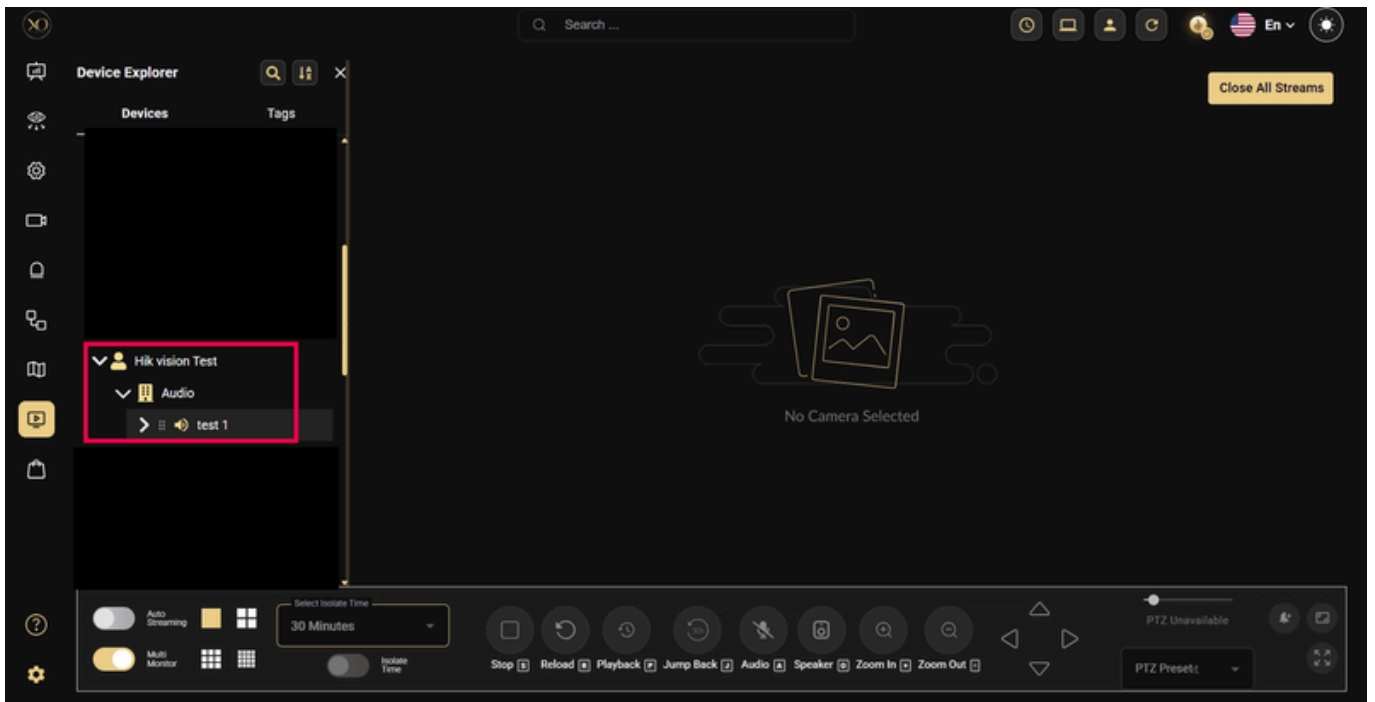 XO
Search ...
En
Device Explorer
Close All Streams
Devices
Tags
Hik vision Test
Audio
test 1
No Camera Selected
Auto Streaming
Multi Monitor
Select Isolate Time
30 Minutes
Isolate Time
Stop S
Reload R
Playback P
Jump Back J
Audio A
Speaker
Zoom In +
Zoom Out -
PTZ Unavailable
PTZ Presets